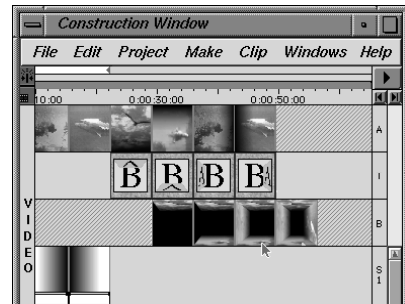 Construction Window
File Edit Project Make Clip Windows Help
10:00 0:00:30:00 0:00:50:00
A
B R B B
I
VIDEO
B
S1